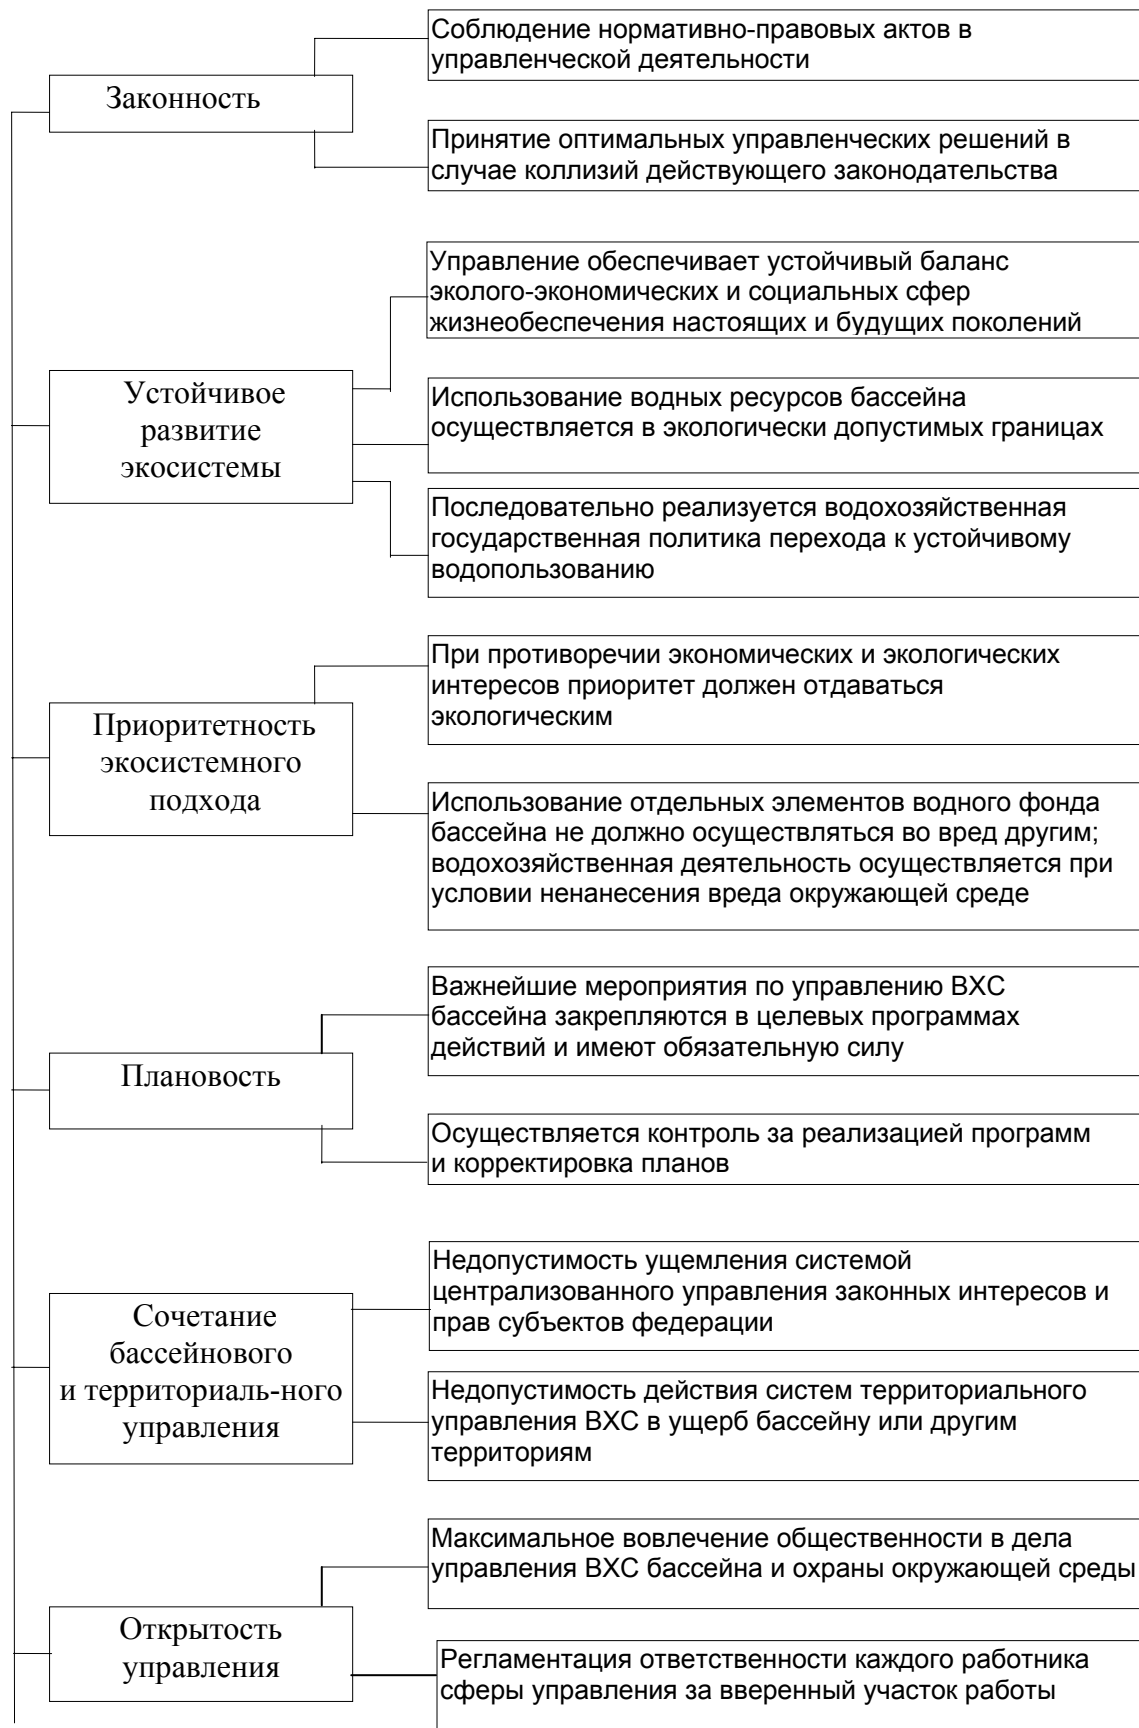 Соблюдение нормативно-правовых актов в
управленческой деятельности
Законность
Принятие оптимальных управленческих решений в
случае коллизий действующего законодательства
Управление обеспечивает устойчивый баланс
эколого-экономических и социальных сфер
жизнеобеспечения настоящих и будущих поколений
Устойчивое
развитие
экосистемы
Использование водных ресурсов бассейна
осуществляется в экологически допустимых границах
Последовательно реализуется водохозяйственная
государственная политика перехода к устойчивому
водопользованию
При противоречии экономических и экологических
интересов приоритет должен отдаваться
экологическим
Приоритетность
экосистемного
подхода
Использование отдельных элементов водного фонда
бассейна не должно осуществляться во вред другим;
водохозяйственная деятельность осуществляется при
условии ненанесения вреда окружающей среде
Важнейшие мероприятия по управлению ВХС
бассейна закрепляются в целевых программах
действий и имеют обязательную силу
Плановость
Осуществляется контроль за реализацией программ
и корректировка планов
Недопустимость ущемления системой
централизованного управления законных интересов и
прав субъектов федерации
Сочетание
бассейнового
и территориаль-ного
управления
Недопустимость действия систем территориального
управления ВХС в ущерб бассейну или другим
территориям
Максимальное вовлечение общественности в дела
управления ВХС бассейна и охраны окружающей среды
Открытость
управления
Регламентация ответственности каждого работника
сферы управления за вверенный участок работы